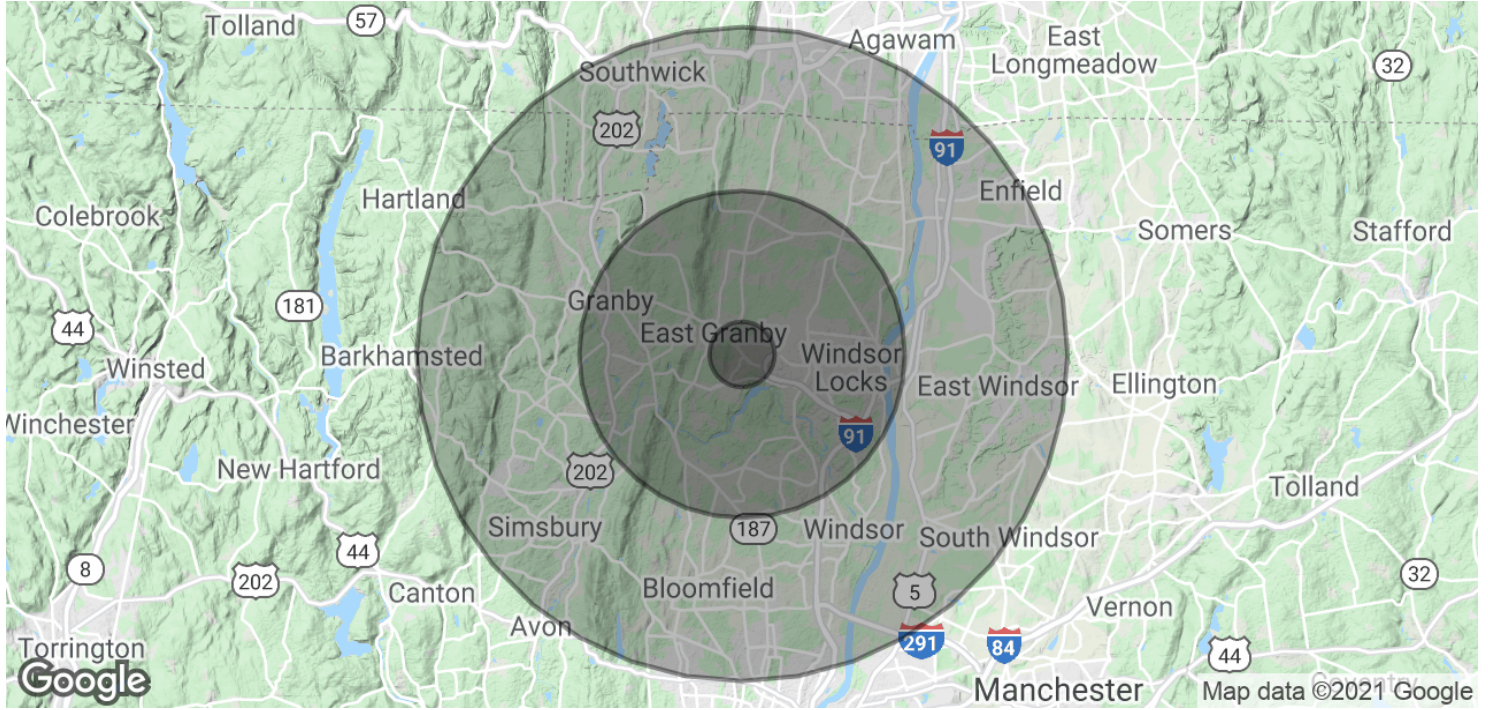 Tolland
57
Agawam
East
Longmeadow
Southwick
32
202
91
Hartland
Enfield
Colebrook
Somers
Stafford
181
Granby
44
East Granby
Barkhamsted
Windsor
Locks
Winsted
East Windsor
Ellington
Winchester
91
New Hartford
202
Tolland
Simsbury
187
Windsor
South Windsor
44
8
202
Canton
Bloomfield
5
32
Vernon
Avon
291
84
Torrington
44
Google
Manchester
Coventry
Map data ©2021 Google